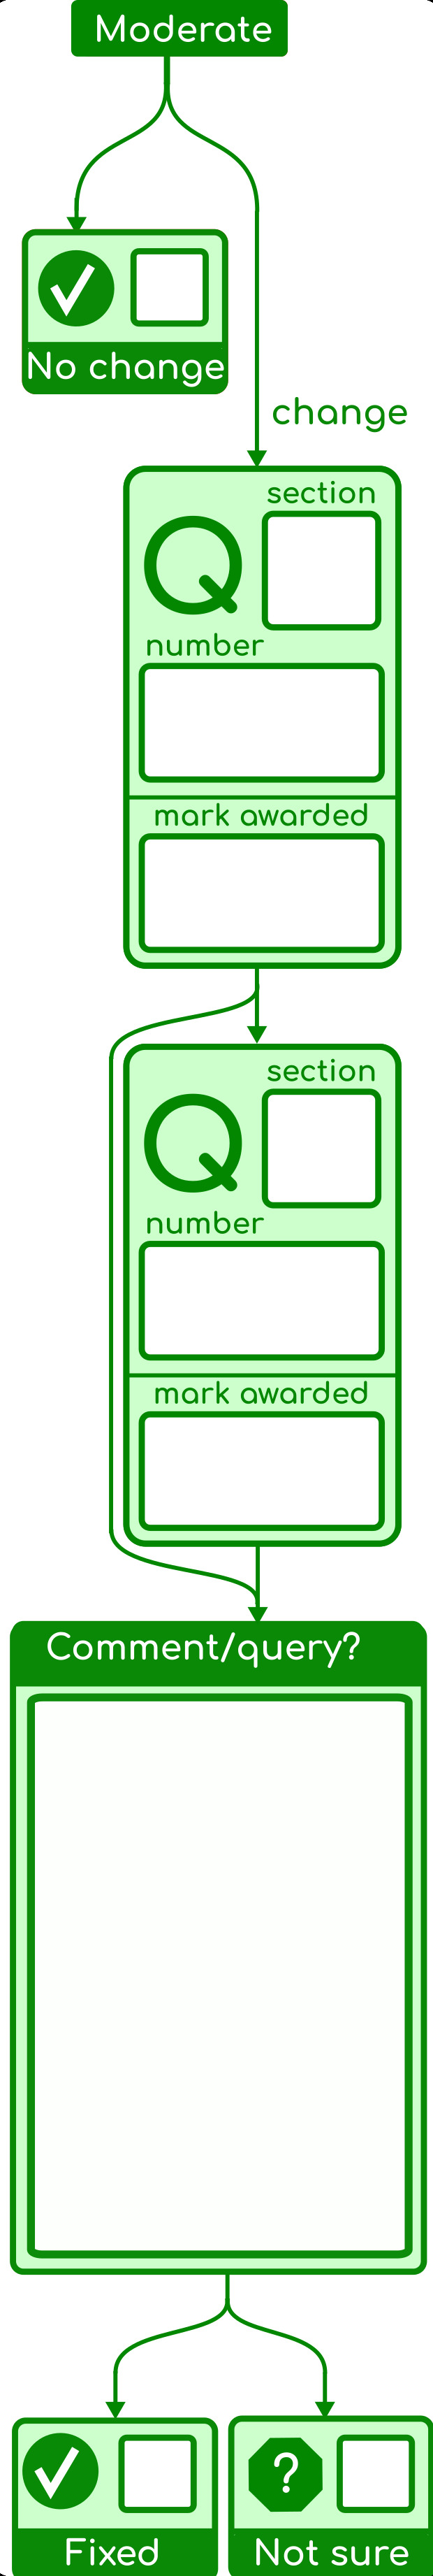 Moderate
No change
change
section
Q
number
mark awarded
section
Q
number
mark awarded
Comment/query?
?
Fixed
Not sure